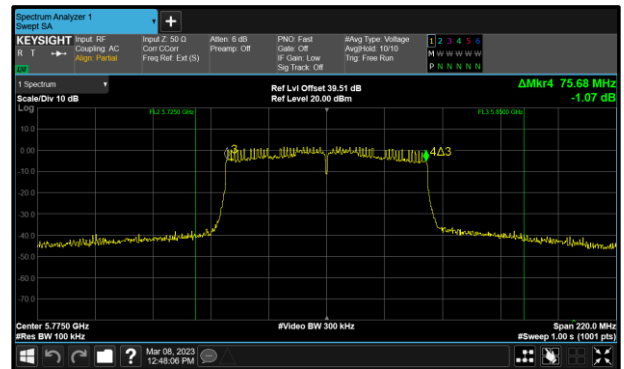 Spectrum Analyzer 1
Swept SA
+
KEYSIGHT
R T
Input: RF
Coupling: AC
Align: Partial
Input Z: 50 Ω
Corr CCorr
Freq Ref: Ext (S)
Atten: 6 dB
Preamp: Off
PNO: Fast
Gate: Off
IF Gain: Low
Sig Track: Off
#Avg Type: Voltage
Avg|Hold: 10/10
Trig: Free Run
1 2 3 4 5 6
M W W W W W
P N N N N N
1 Spectrum
Scale/Div 10 dB
Ref Lvl Offset 39.51 dB
Ref Level 20.00 dBm
ΔMkr4 75.68 MHz
-1.07 dB
Log
FL2 5.7250 GHz
FL3 5.8500 GHz
10.0
0.00
3
4Δ3
-10.0
-20.0
-30.0
-40.0
-50.0
-60.0
-70.0
Center 5.7750 GHz
#Res BW 100 kHz
#Video BW 300 kHz
Span 220.0 MHz
#Sweep 1.00 s (1001 pts)
?
Mar 08, 2023
12:48:06 PM